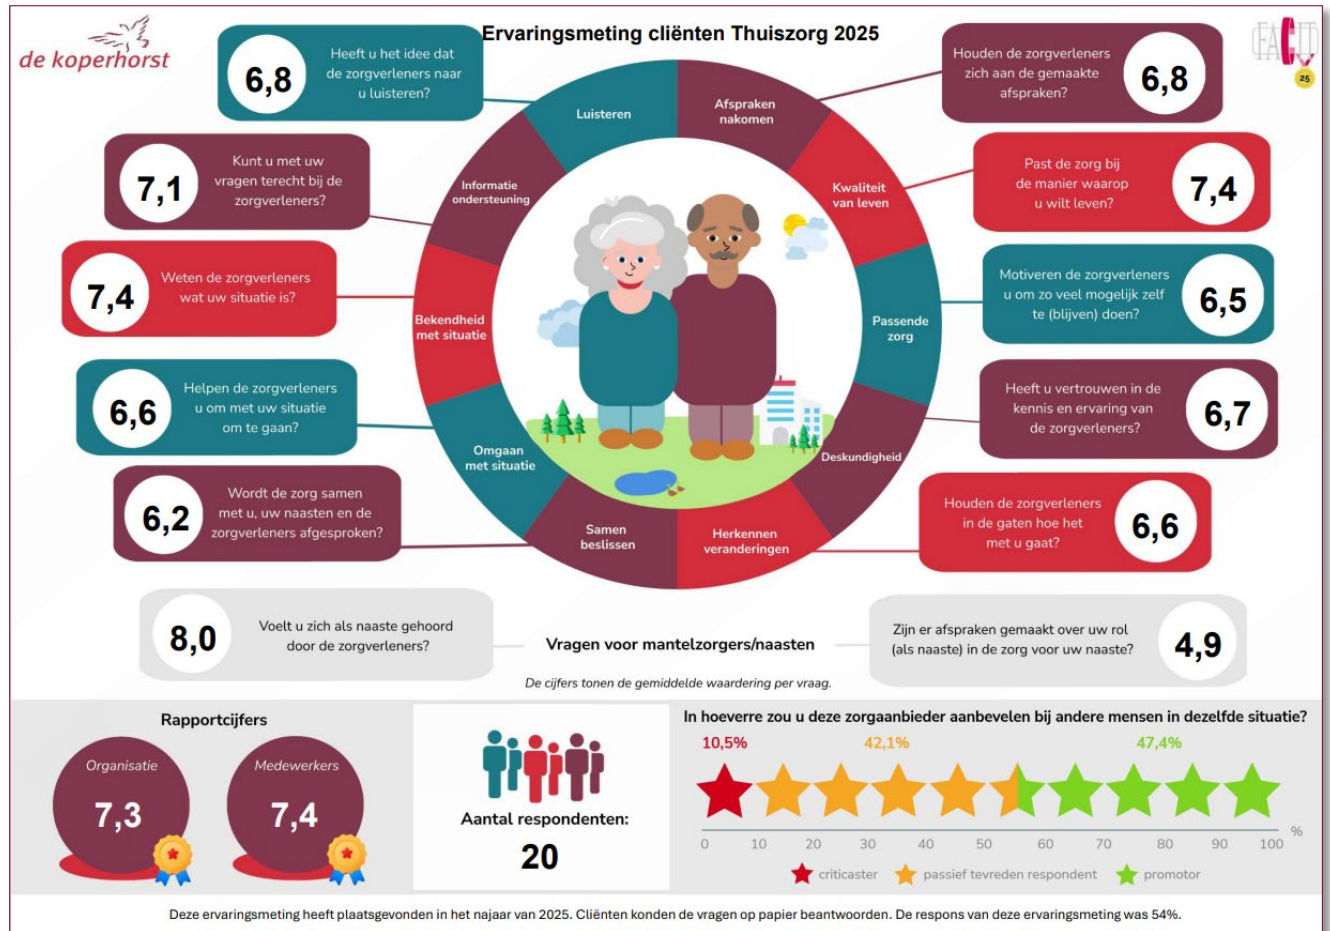 de koperhorst
Ervaringsmeting cliënten Thuiszorg 2025
FACIT
25
6,8
Heeft u het idee dat
de zorgverleners naar
u luisteren?
Houden de zorgverleners
zich aan de gemaakte
afspraken?
6,8
7,1
Kunt u met uw
vragen terecht bij de
zorgverleners?
Past de zorg bij
de manier waarop
u wilt leven?
7,4
7,4
Weten de zorgverleners
wat uw situatie is?
Motiveren de zorgverleners
u om zo veel mogelijk zelf
te (blijven) doen?
6,5
6,6
Helpen de zorgverleners
u om met uw situatie
om te gaan?
Heeft u vertrouwen in de
kennis en ervaring van
de zorgverleners?
6,7
6,2
Wordt de zorg samen
met u, uw naasten en de
zorgverleners afgesproken?
Houden de zorgverleners
in de gaten hoe het
met u gaat?
6,6
Luisteren
Afspraken
nakomen
Informatie
ondersteuning
Kwaliteit
van leven
Bekendheid
met situatie
Passende
zorg
Omgaan
met situatie
Deskundigheid
Samen
beslissen
Herkennen
veranderingen
8,0
Voelt u zich als naaste gehoord
door de zorgverleners?
Vragen voor mantelzorgers/naasten
Zijn er afspraken gemaakt over uw rol
(als naaste) in de zorg voor uw naaste?
4,9
De cijfers tonen de gemiddelde waardering per vraag.
Rapportcijfers
Organisatie
7,3
Medewerkers
7,4
Aantal respondenten:
20
In hoeverre zou u deze zorgaanbieder aanbevelen bij andere mensen in dezelfde situatie?
10,5% 42,1% 47,4%
0 10 20 30 40 50 60 70 80 90 100 %
criticaster passief tevreden respondent promotor
Deze ervaringsmeting heeft plaatsgevonden in het najaar van 2025. Cliënten konden de vragen op papier beantwoorden. De respons van deze ervaringsmeting was 54%.